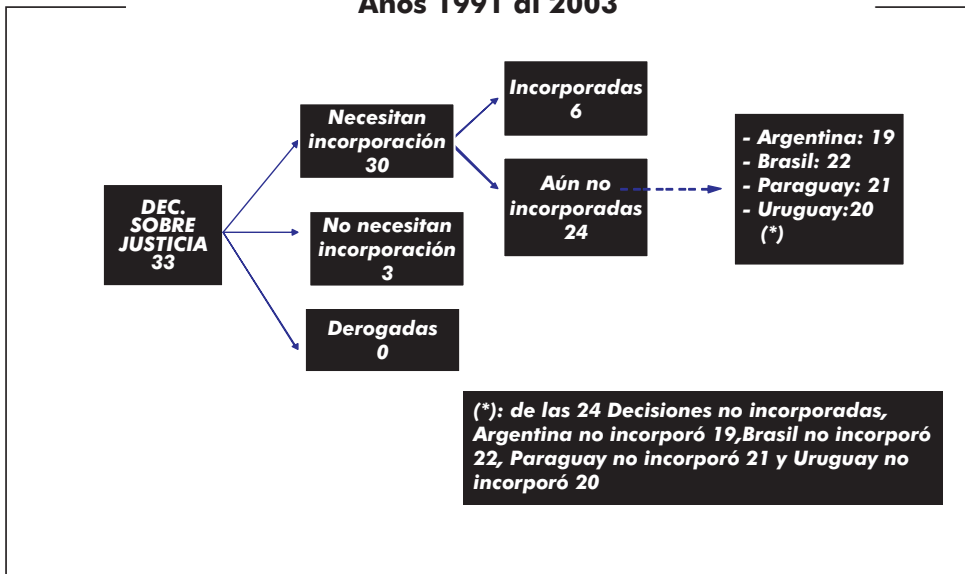 Años 1991 al 2003
DEC.
SOBRE
JUSTICIA
33
Necesitan
incorporación
30
No necesitan
incorporación
3
Derogadas
0
Incorporadas
6
Aún no
incorporadas
24
- Argentina: 19
- Brasil: 22
- Paraguay: 21
- Uruguay:20
(*)
(*): de las 24 Decisiones no incorporadas,
Argentina no incorporó 19,Brasil no incorporó
22, Paraguay no incorporó 21 y Uruguay no
incorporó 20